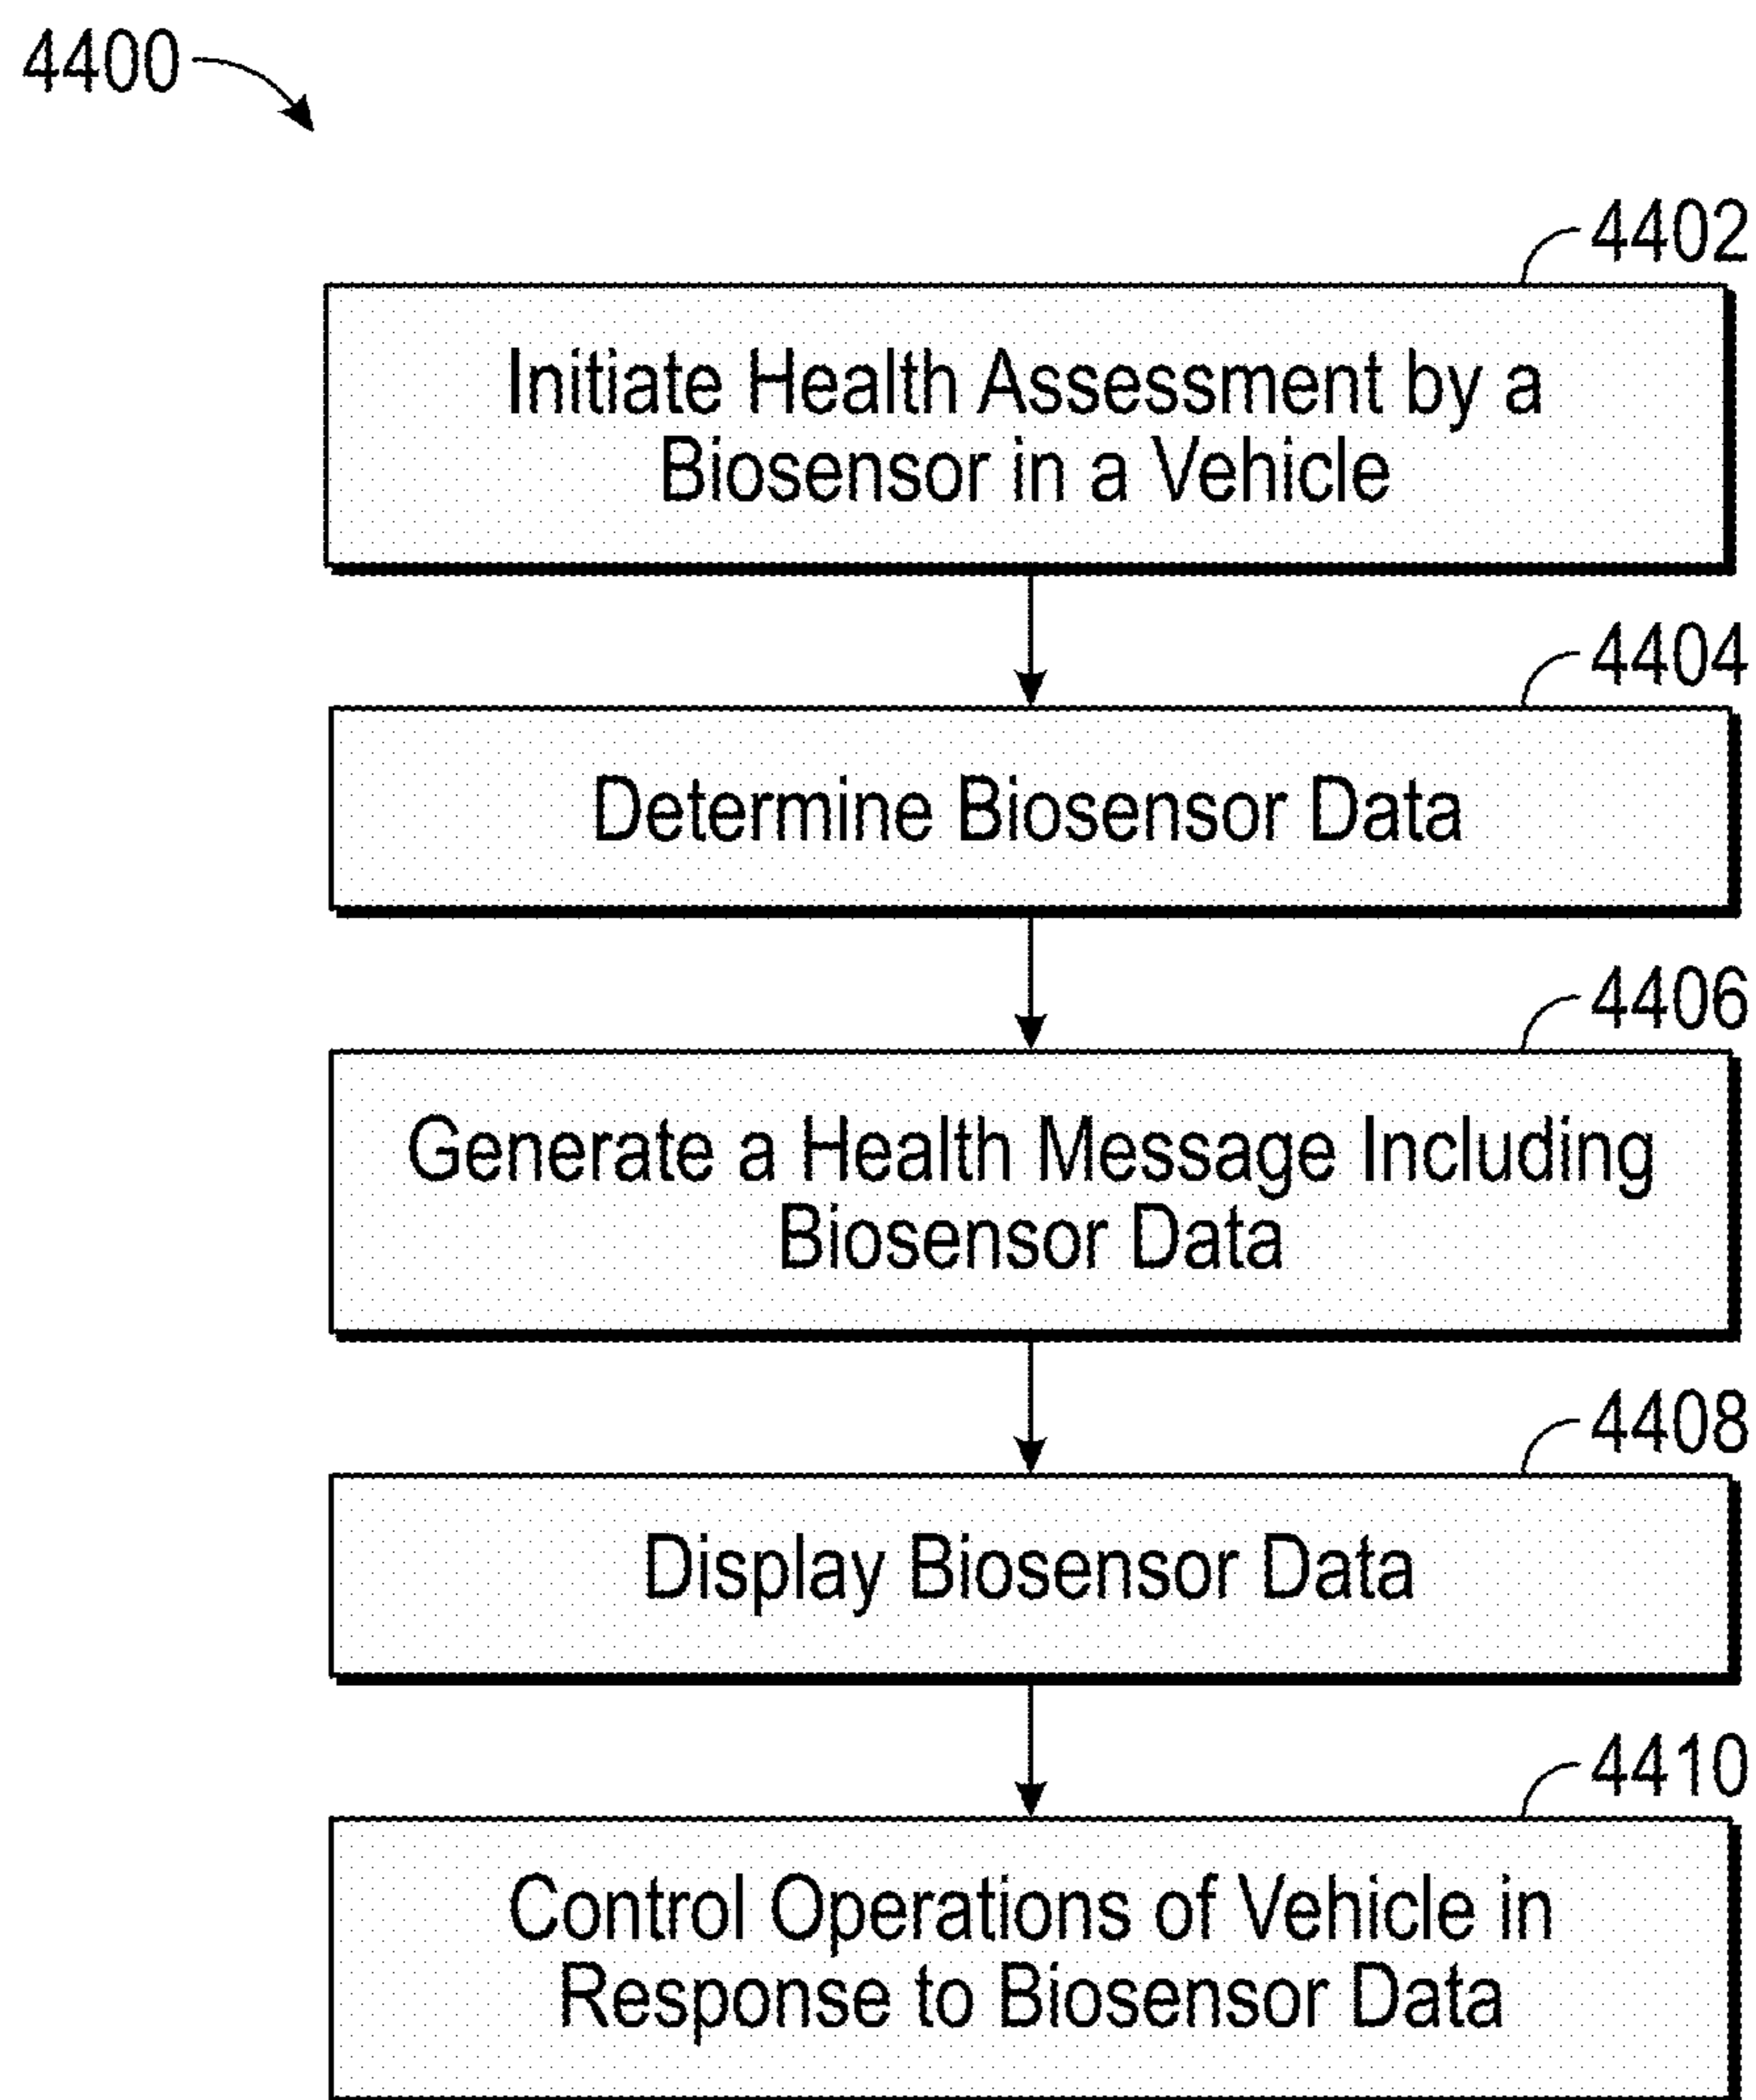 4400
4402
Initiate Health Assessment by a
Biosensor in a Vehicle
4404
Determine Biosensor Data
4406
Generate a Health Message Including
Biosensor Data
4408
Display Biosensor Data
4410
Control Operations of Vehicle in
Response to Biosensor Data